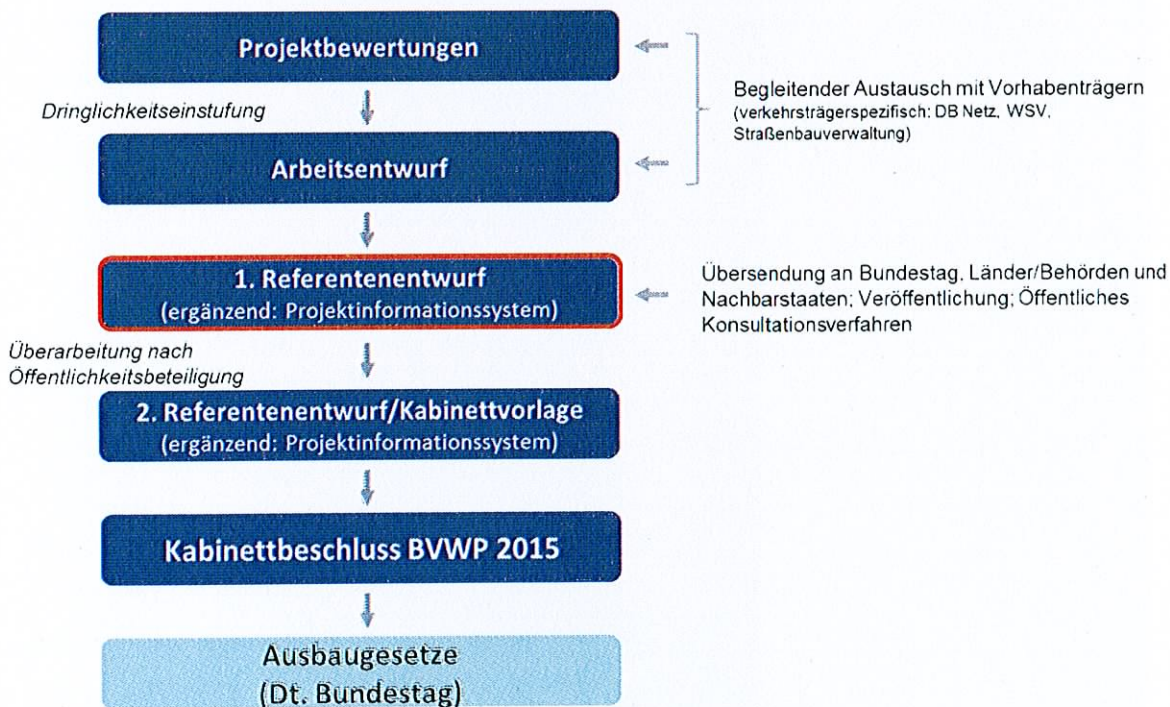 Projektbewertungen
Begleitender Austausch mit Vorhabenträgern
(verkehrsträgerspezifisch: DB Netz, WSV,
Straßenbauverwaltung)
Dringlichkeitseinstufung
Arbeitsentwurf
1. Referentenentwurf
(ergänzend: Projektinformationssystem)
Übersendung an Bundestag, Länder/Behörden und
Nachbarstaaten; Veröffentlichung; Öffentliches
Konsultationsverfahren
Überarbeitung nach
Öffentlichkeitsbeteiligung
2. Referentenentwurf/Kabinettvorlage
(ergänzend: Projektinformationssystem)
Kabinettbeschluss BVWP 2015
Ausbaugesetze
(Dt. Bundestag)